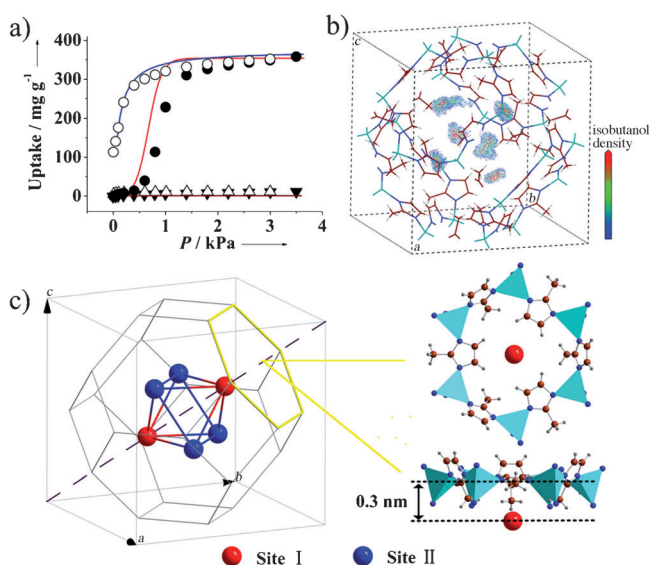 a)
400
300
200
100
0
Uptake / mg g⁻¹
0 1 2 3 4
P / kPa
b)
c
a
b
isobutanol
density
c)
c
b
a
0.3 nm
Site I
Site II